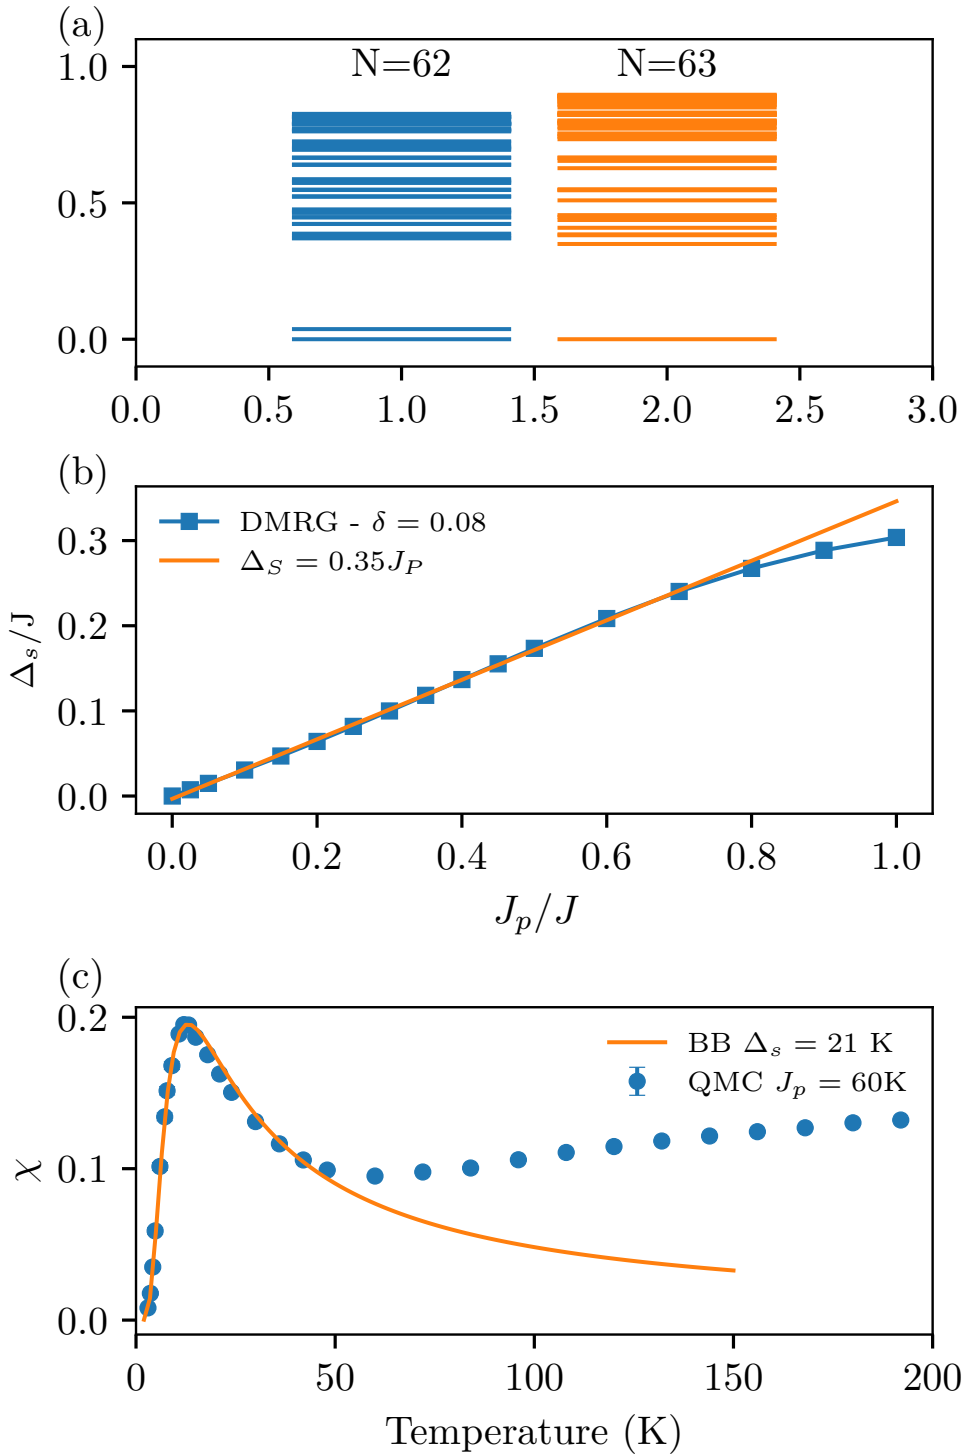 (a)
N=62 N=63
1.0
0.5
0.0
0.0 0.5 1.0 1.5 2.0 2.5 3.0
(b)
DMRG - δ = 0.08
Δ_S = 0.35J_P
0.3
0.2
0.1
0.0
Δ_s/J
0.0 0.2 0.4 0.6 0.8 1.0
J_p/J
(c)
BB Δ_s = 21 K
QMC J_p = 60K
0.2
0.1
0.0
χ
0 50 100 150 200
Temperature (K)